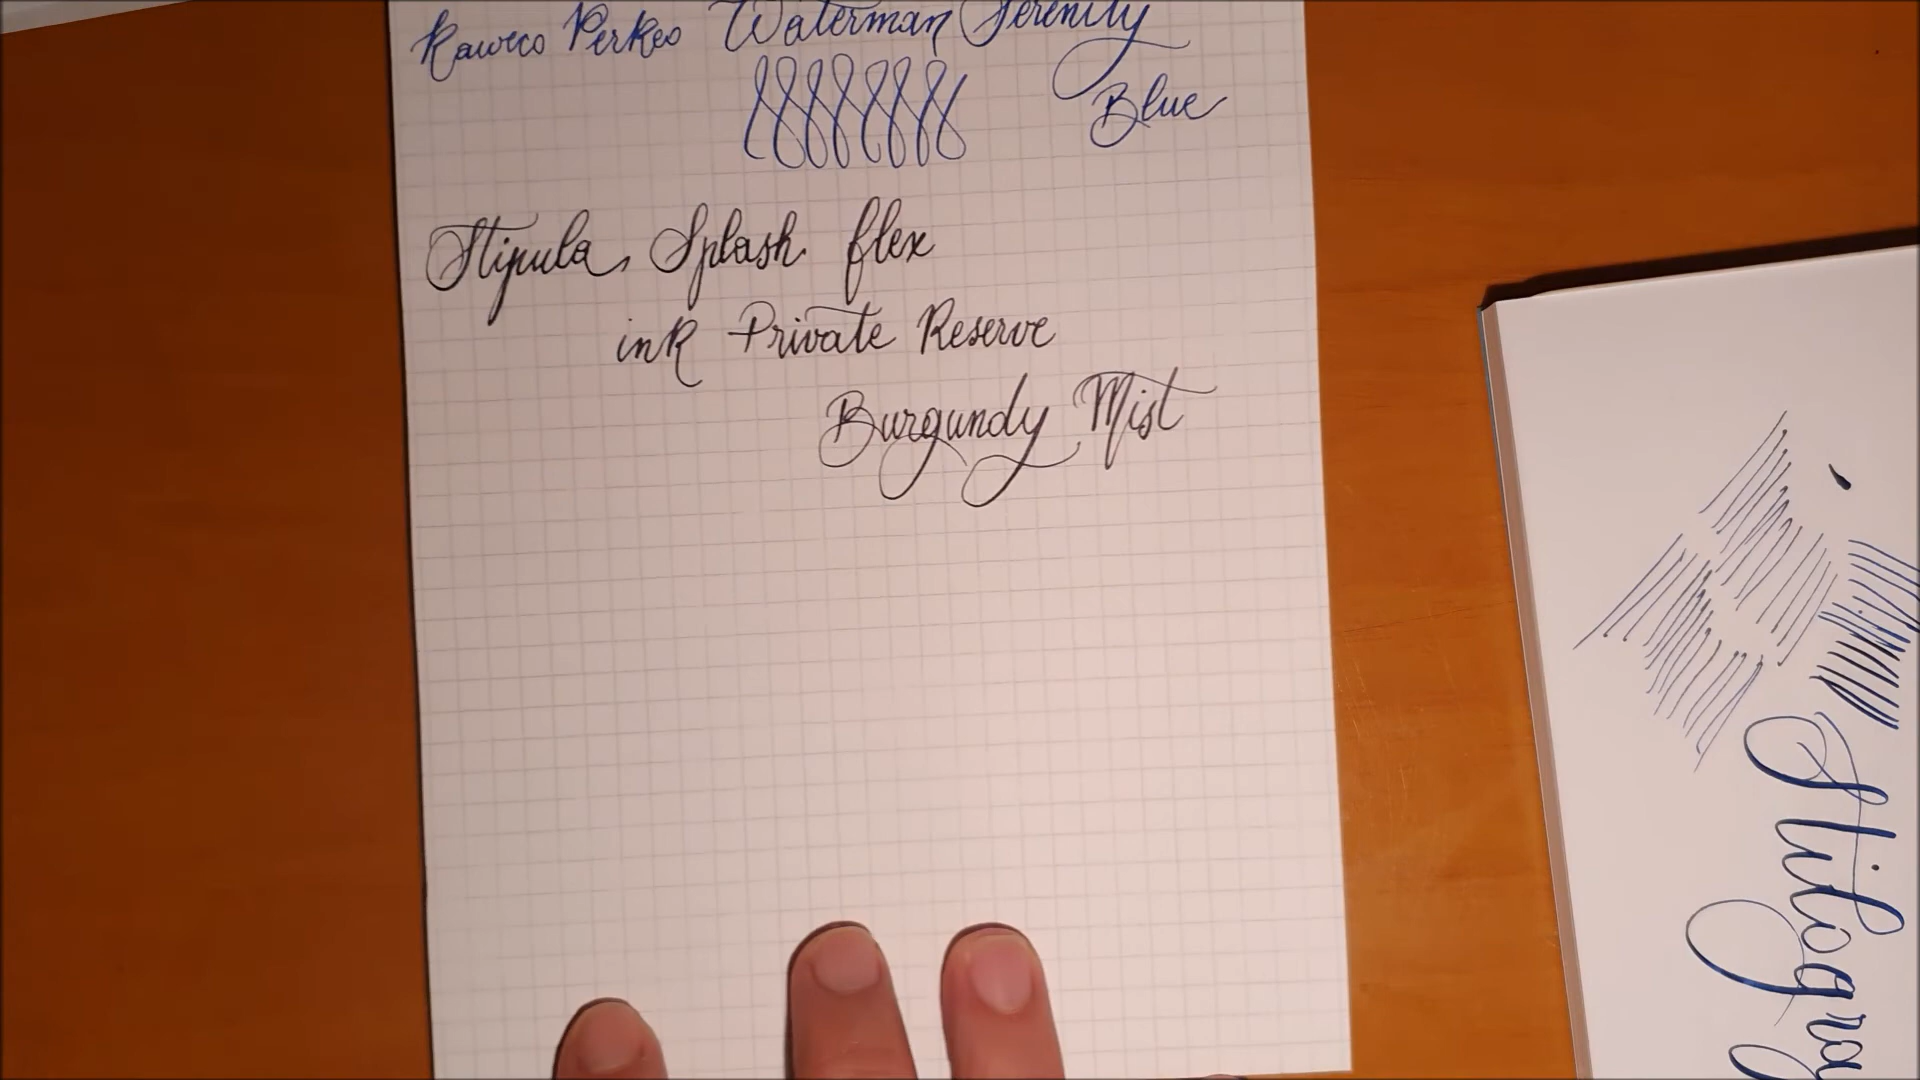 Kaweco Perkeo Waterman Serenity
Blue
Stipula Splash flex
ink Private Reserve
Burgundy Mist